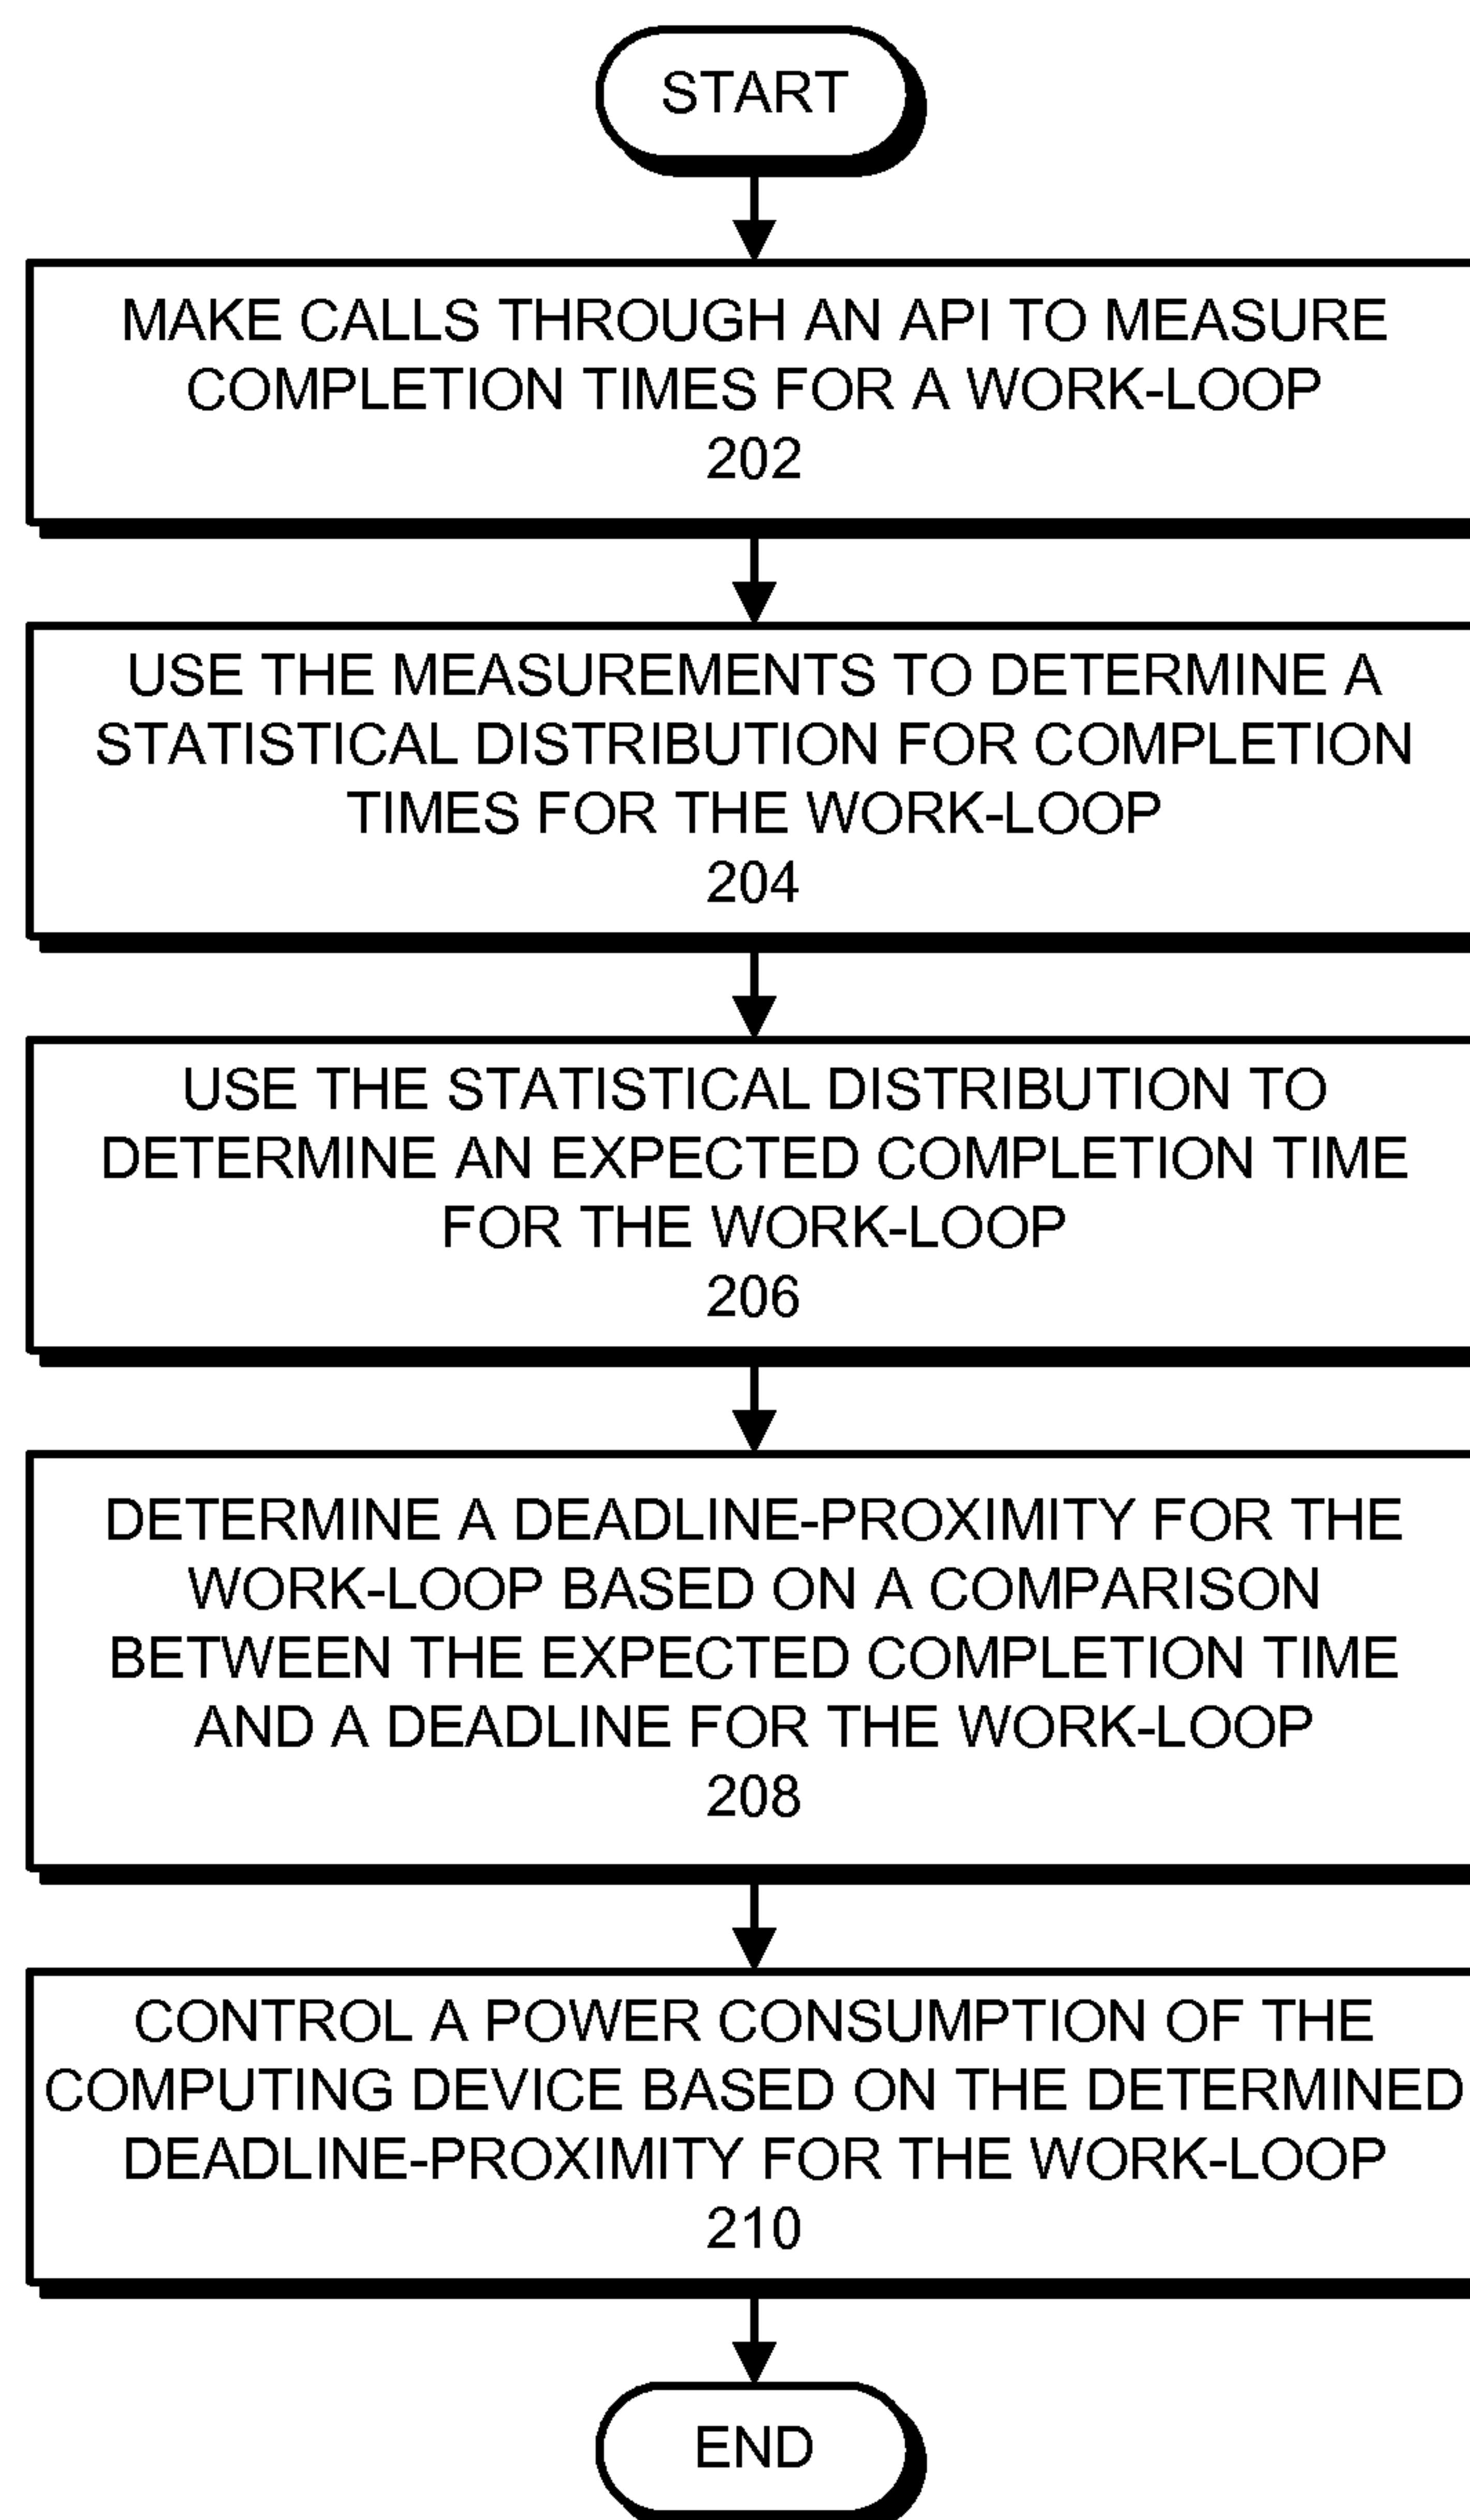 START
MAKE CALLS THROUGH AN API TO MEASURE
COMPLETION TIMES FOR A WORK-LOOP
202
USE THE MEASUREMENTS TO DETERMINE A
STATISTICAL DISTRIBUTION FOR COMPLETION
TIMES FOR THE WORK-LOOP
204
USE THE STATISTICAL DISTRIBUTION TO
DETERMINE AN EXPECTED COMPLETION TIME
FOR THE WORK-LOOP
206
DETERMINE A DEADLINE-PROXIMITY FOR THE
WORK-LOOP BASED ON A COMPARISON
BETWEEN THE EXPECTED COMPLETION TIME
AND A DEADLINE FOR THE WORK-LOOP
208
CONTROL A POWER CONSUMPTION OF THE
COMPUTING DEVICE BASED ON THE DETERMINED
DEADLINE-PROXIMITY FOR THE WORK-LOOP
210
END